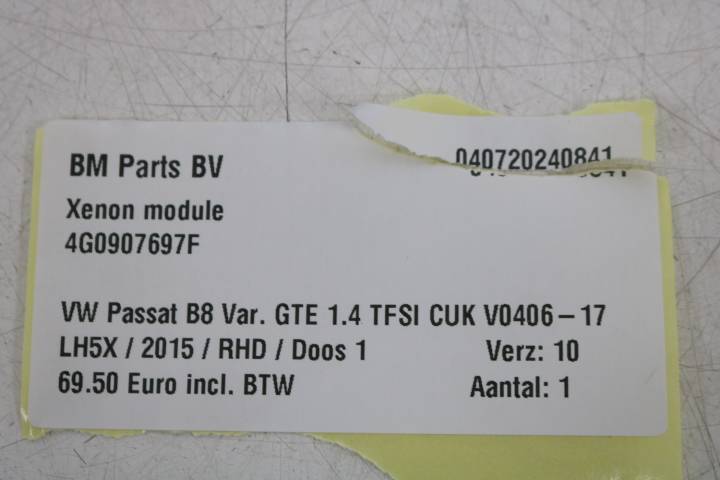 BM Parts BV 040720240841
Xenon module
4G0907697F
VW Passat B8 Var. GTE 1.4 TFSI CUK V0406-17
LH5X / 2015 / RHD / Doos 1 Verz: 10
69.50 Euro incl. BTW Aantal: 1